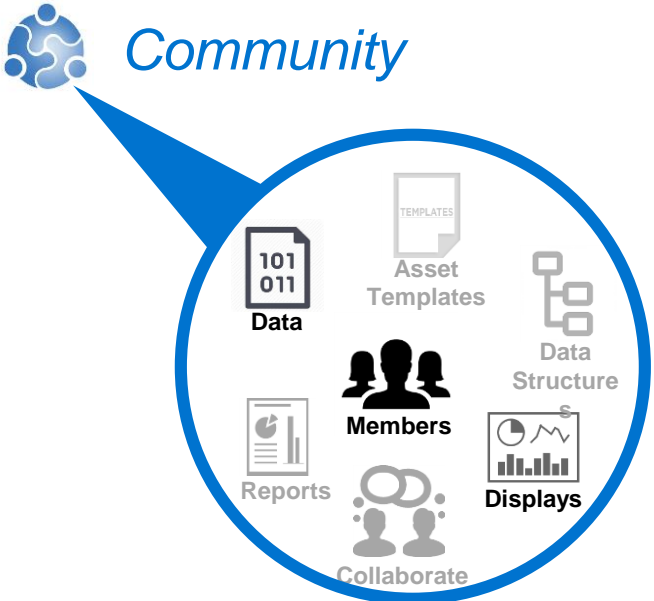 Community
TEMPLATES
Asset
Templates
101
011
Data
Data
Structure
s
Members
Reports
Displays
Collaborate